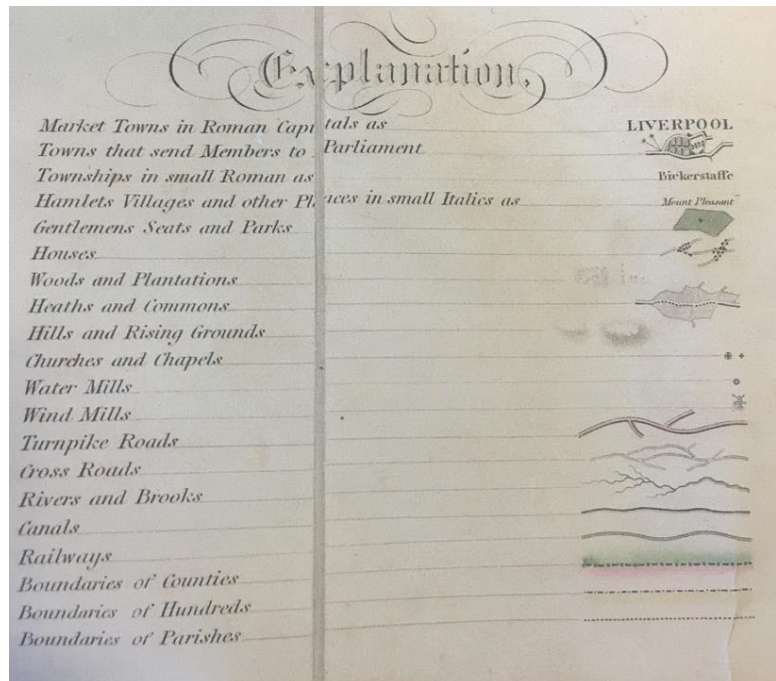 Explanation.
Market Towns in Roman Capitals as LIVERPOOL
Towns that send Members to Parliament
Townships in small Roman as Bickerstaffe
Hamlets Villages and other Places in small Italics as Mount Pleasant
Gentlemens Seats and Parks
Houses
Woods and Plantations
Heaths and Commons
Hills and Rising Grounds
Churches and Chapels
Water Mills
Wind Mills
Turnpike Roads
Cross Roads
Rivers and Brooks
Canals
Railways
Boundaries of Counties
Boundaries of Hundreds
Boundaries of Parishes